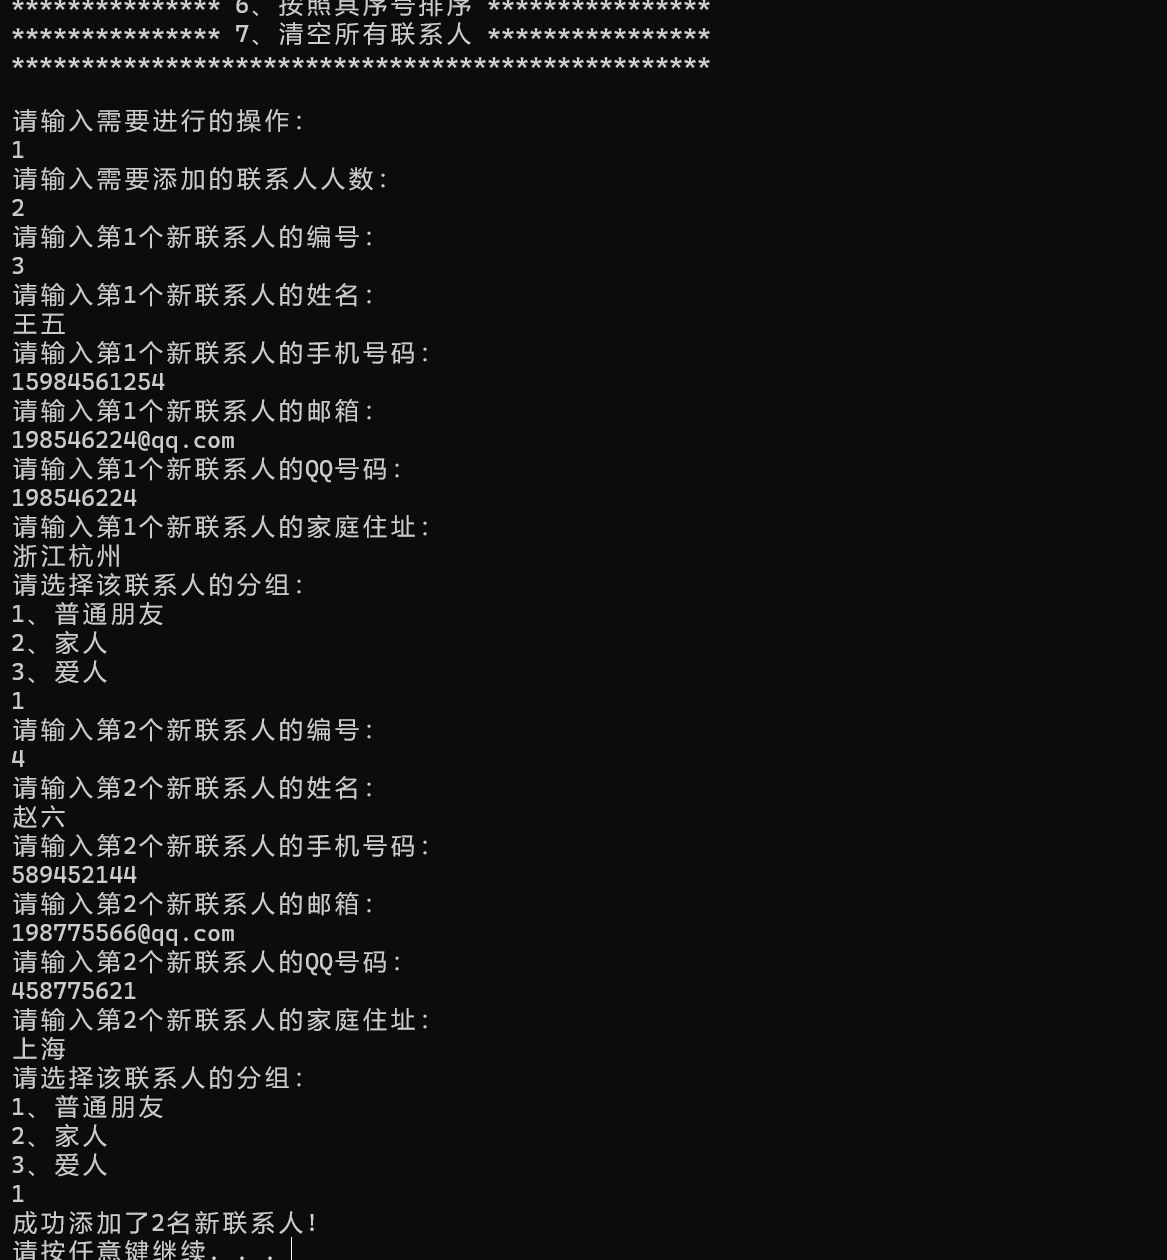 *************** 6、按照其序号排序 ****************
*************** 7、清空所有联系人 ****************
**************************************************
请输入需要进行的操作:
1
请输入需要添加的联系人人数:
2
请输入第1个新联系人的编号:
3
请输入第1个新联系人的姓名:
王五
请输入第1个新联系人的手机号码:
15984561254
请输入第1个新联系人的邮箱:
198546224@qq.com
请输入第1个新联系人的QQ号码:
198546224
请输入第1个新联系人的家庭住址:
浙江杭州
请选择该联系人的分组:
1、普通朋友
2、家人
3、爱人
1
请输入第2个新联系人的编号:
4
请输入第2个新联系人的姓名:
赵六
请输入第2个新联系人的手机号码:
589452144
请输入第2个新联系人的邮箱:
198775566@qq.com
请输入第2个新联系人的QQ号码:
458775621
请输入第2个新联系人的家庭住址:
上海
请选择该联系人的分组:
1、普通朋友
2、家人
3、爱人
1
成功添加了2名新联系人!
请按任意键继续. . .